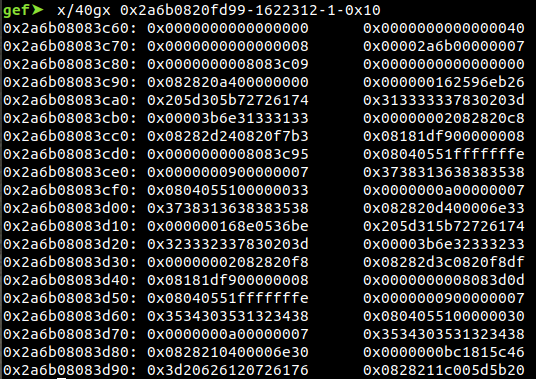 gef➤  x/40gx 0x2a6b0820fd99-1622312-1-0x10
0x2a6b08083c60: 0x0000000000000000 0x0000000000000040
0x2a6b08083c70: 0x0000000000000008 0x00002a6b00000007
0x2a6b08083c80: 0x0000000008083c09 0x0000000000000000
0x2a6b08083c90: 0x082820a400000000 0x000000162596eb26
0x2a6b08083ca0: 0x205d305b72726174 0x313333337830203d
0x2a6b08083cb0: 0x00003b6e31333133 0x00000002082820c8
0x2a6b08083cc0: 0x08282d240820f7b3 0x08181df900000008
0x2a6b08083cd0: 0x0000000008083c95 0x08040551fffffffe
0x2a6b08083ce0: 0x0000000900000007 0x3738313638383538
0x2a6b08083cf0: 0x0804055100000033 0x0000000a00000007
0x2a6b08083d00: 0x3738313638383538 0x082820d400006e33
0x2a6b08083d10: 0x000000168e0536be 0x205d315b72726174
0x2a6b08083d20: 0x323332337830203d 0x00003b6e32333233
0x2a6b08083d30: 0x00000002082820f8 0x08282d3c0820f8df
0x2a6b08083d40: 0x08181df900000008 0x0000000008083d0d
0x2a6b08083d50: 0x08040551fffffffe 0x0000000900000007
0x2a6b08083d60: 0x3534303531323438 0x0804055100000030
0x2a6b08083d70: 0x0000000a00000007 0x3534303531323438
0x2a6b08083d80: 0x0828210400006e30 0x0000000bc1815c46
0x2a6b08083d90: 0x3d20626120726176 0x0828211c005d5b20